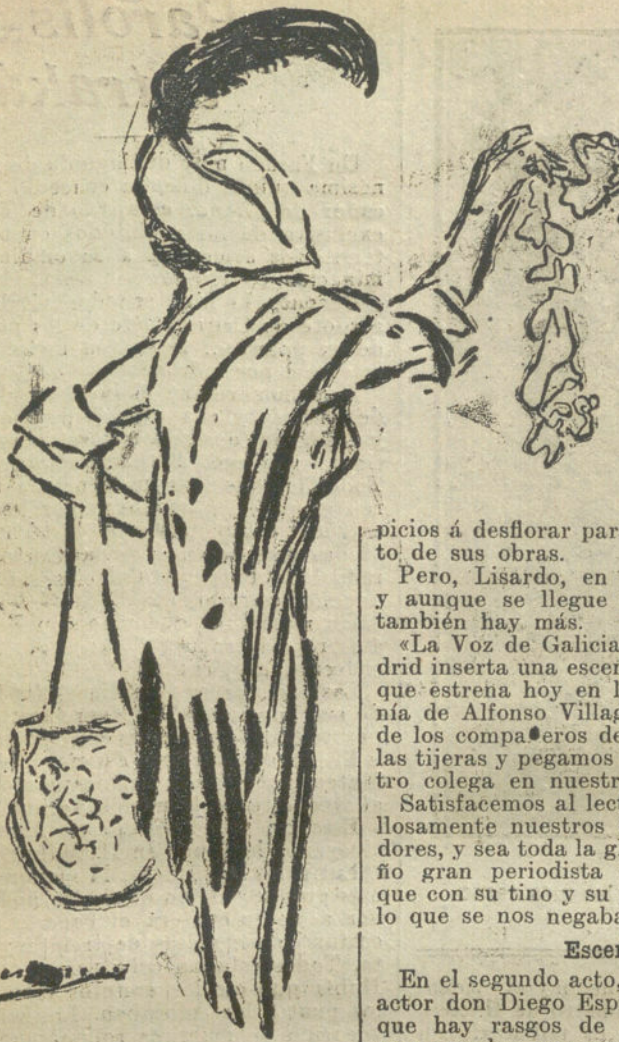 picios á desflorar par
to de sus obras.
Pero, Lisardo, en
y aunque se llegue
también hay más.
«La Voz de Galicia
drid inserta una escen
que estrena hoy en l
nía de Alfonso Villag
de los compa eros de
las tijeras y pegamos
tro colega en nuestr
Satisfacemos al lect
llosamente nuestros
dores, y sea toda la g
ño gran periodista
que con su tino y su
lo que se nos negaba
Escen
En el segundo acto,
actor don Diego Esp
que hay rasgos de